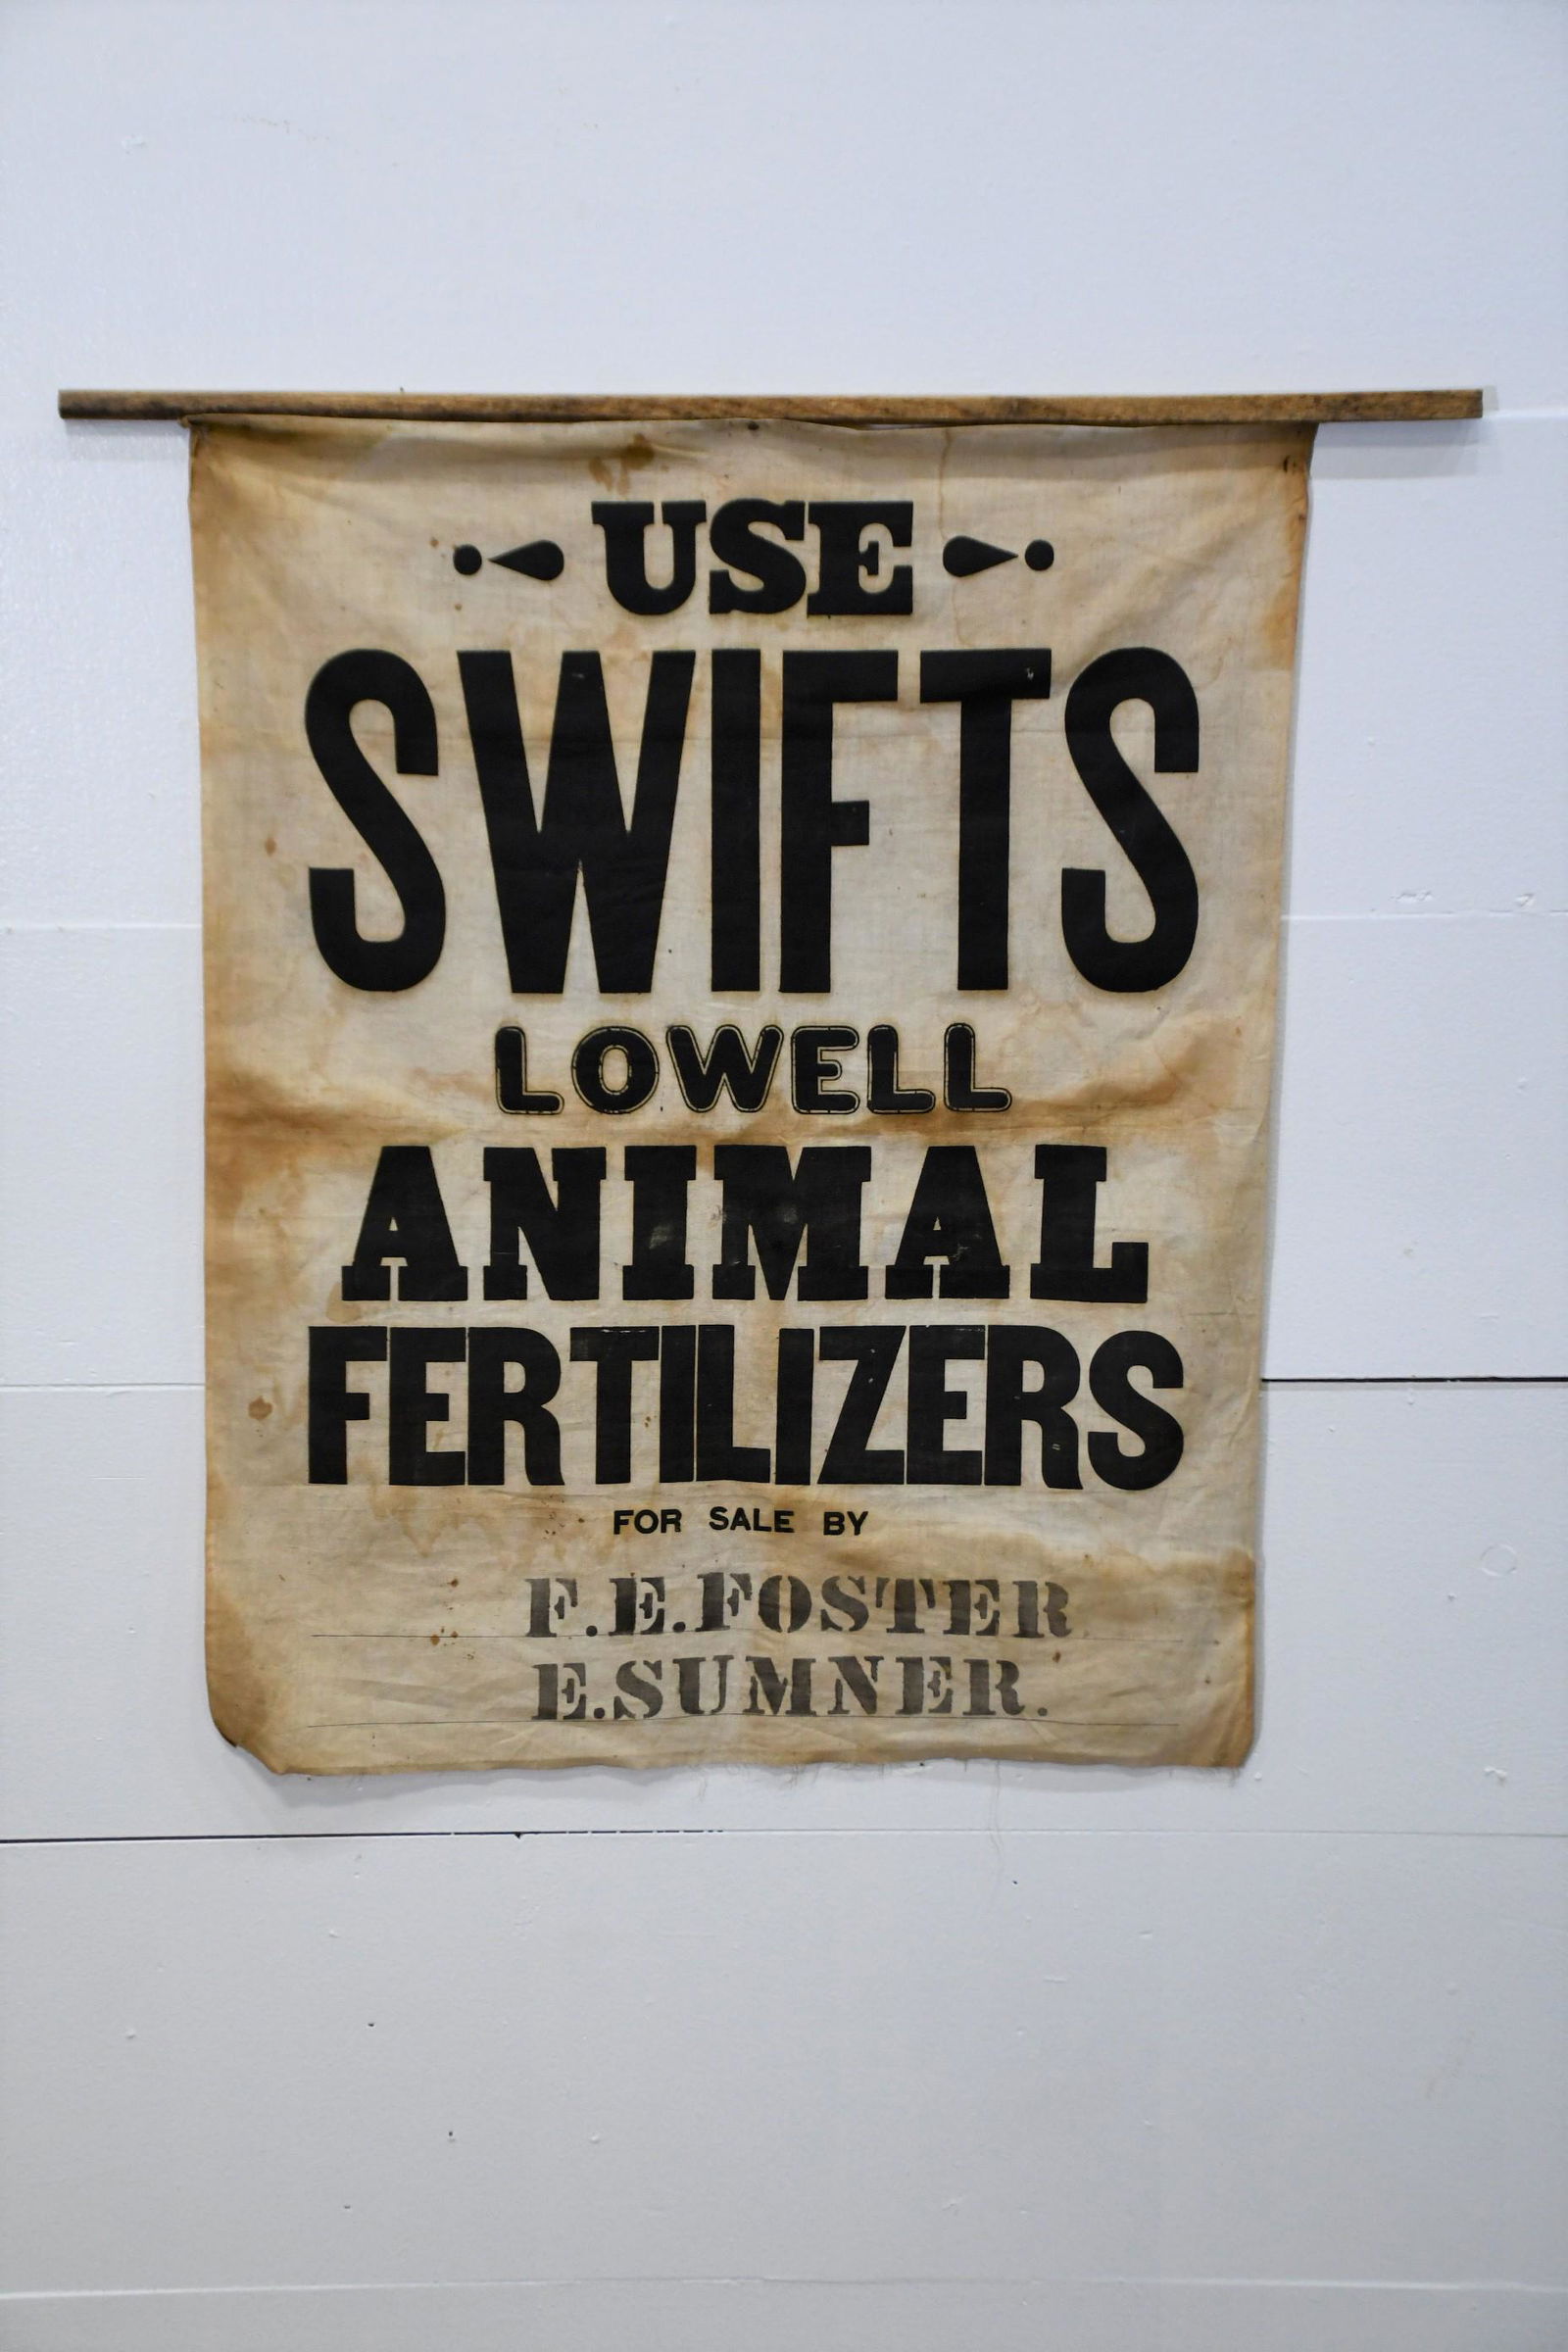 USE
SWIFTS
LOWELL
ANIMAL
FERTILIZERS
FOR SALE BY
F.E.FOSTER
E.SUMNER.